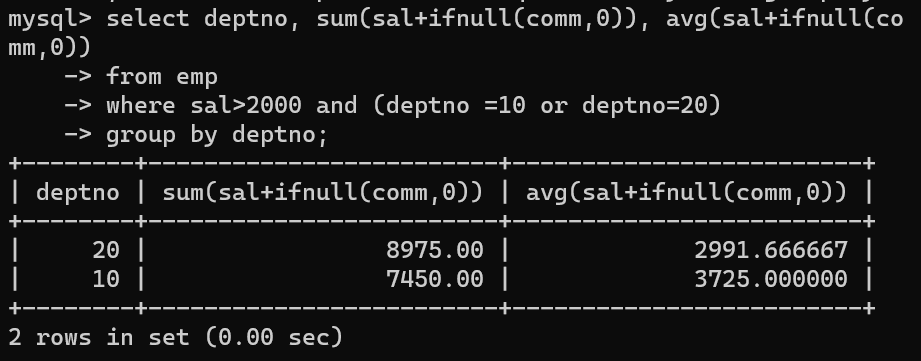 mysql> select deptno, sum(sal+ifnull(comm,0)), avg(sal+ifnull(co
mm,0))
    -> from emp
    -> where sal>2000 and (deptno =10 or deptno=20)
    -> group by deptno;
+--------+-------------------------+-------------------------+
| deptno | sum(sal+ifnull(comm,0)) | avg(sal+ifnull(comm,0)) |
+--------+-------------------------+-------------------------+
|     20 |                 8975.00 |             2991.666667 |
|     10 |                 7450.00 |             3725.000000 |
+--------+-------------------------+-------------------------+
2 rows in set (0.00 sec)